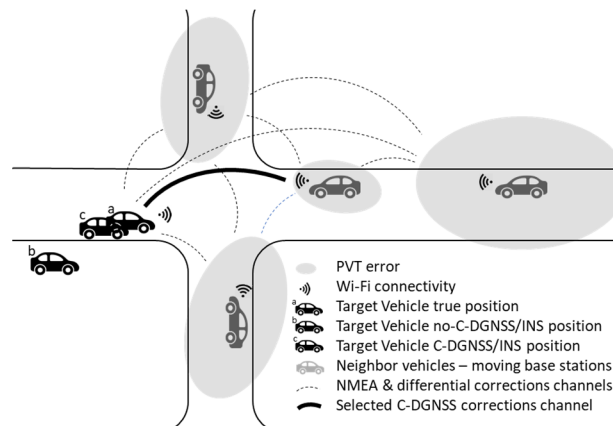 c a
b
PVT error
Wi-Fi connectivity
a Target Vehicle true position
b Target Vehicle no-C-DGNSS/INS position
c Target Vehicle C-DGNSS/INS position
Neighbor vehicles – moving base stations
NMEA & differential corrections channels
Selected C-DGNSS corrections channel